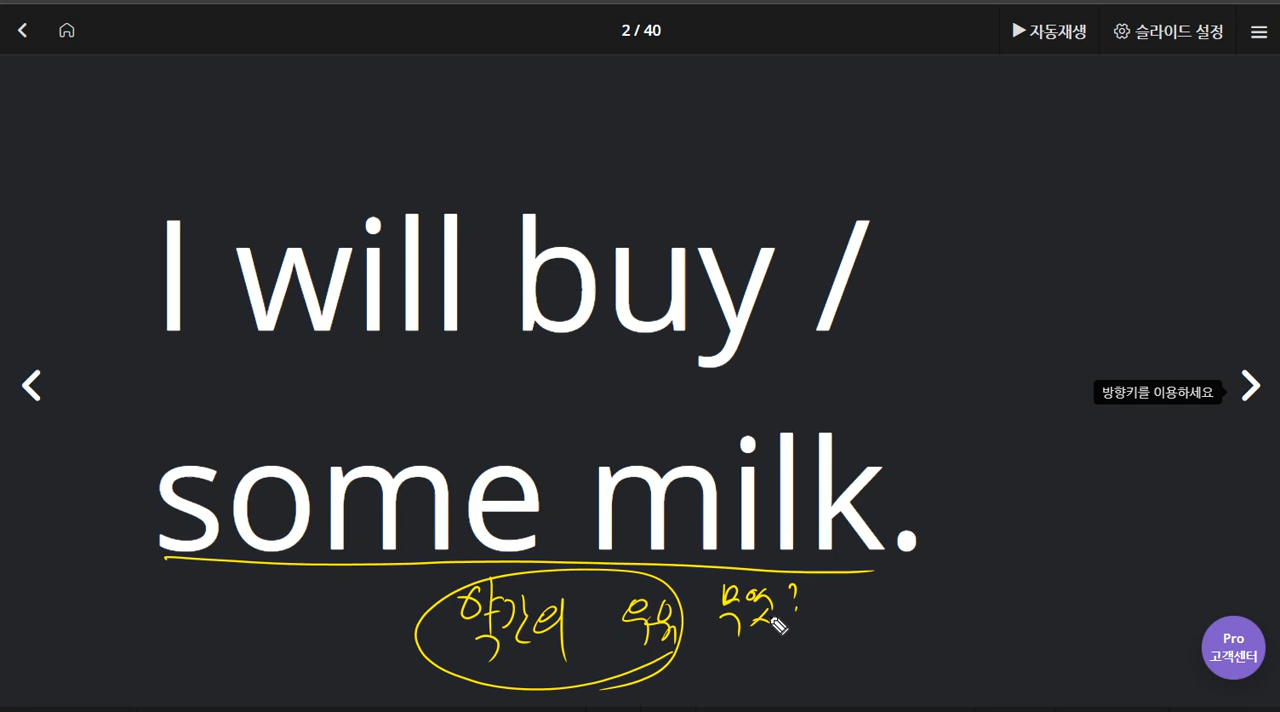 2 / 40
자동재생
슬라이드 설정
I will buy /
some milk.
방향키를 이용하세요
약간의 우유 무엇?
Pro
고객센터